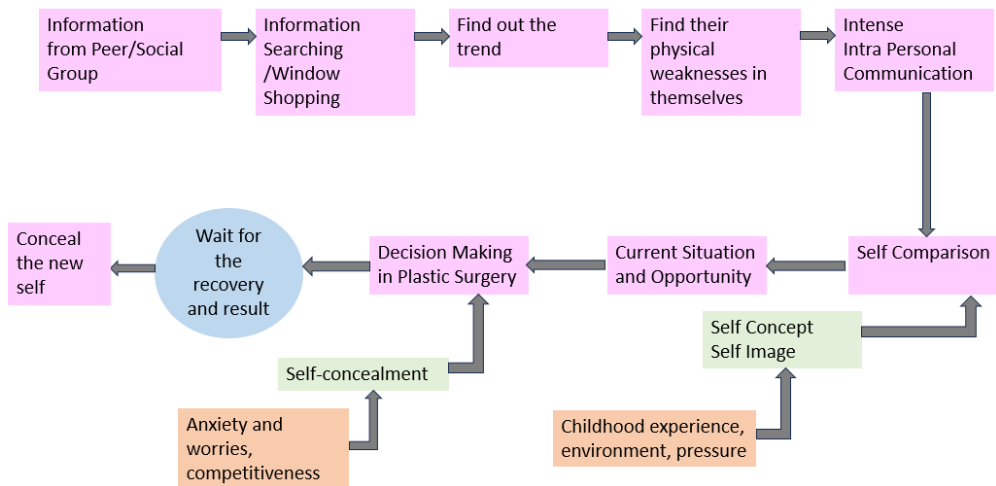 Information
from Peer/Social
Group
Information
Searching
/Window
Shopping
Find out the
trend
Find their
physical
weaknesses in
themselves
Intense
Intra Personal
Communication
Self Comparison
Current Situation
and Opportunity
Decision Making
in Plastic Surgery
Wait for
the
recovery
and result
Conceal
the new
self
Self Concept
Self Image
Childhood experience,
environment, pressure
Self-concealment
Anxiety and
worries,
competitiveness